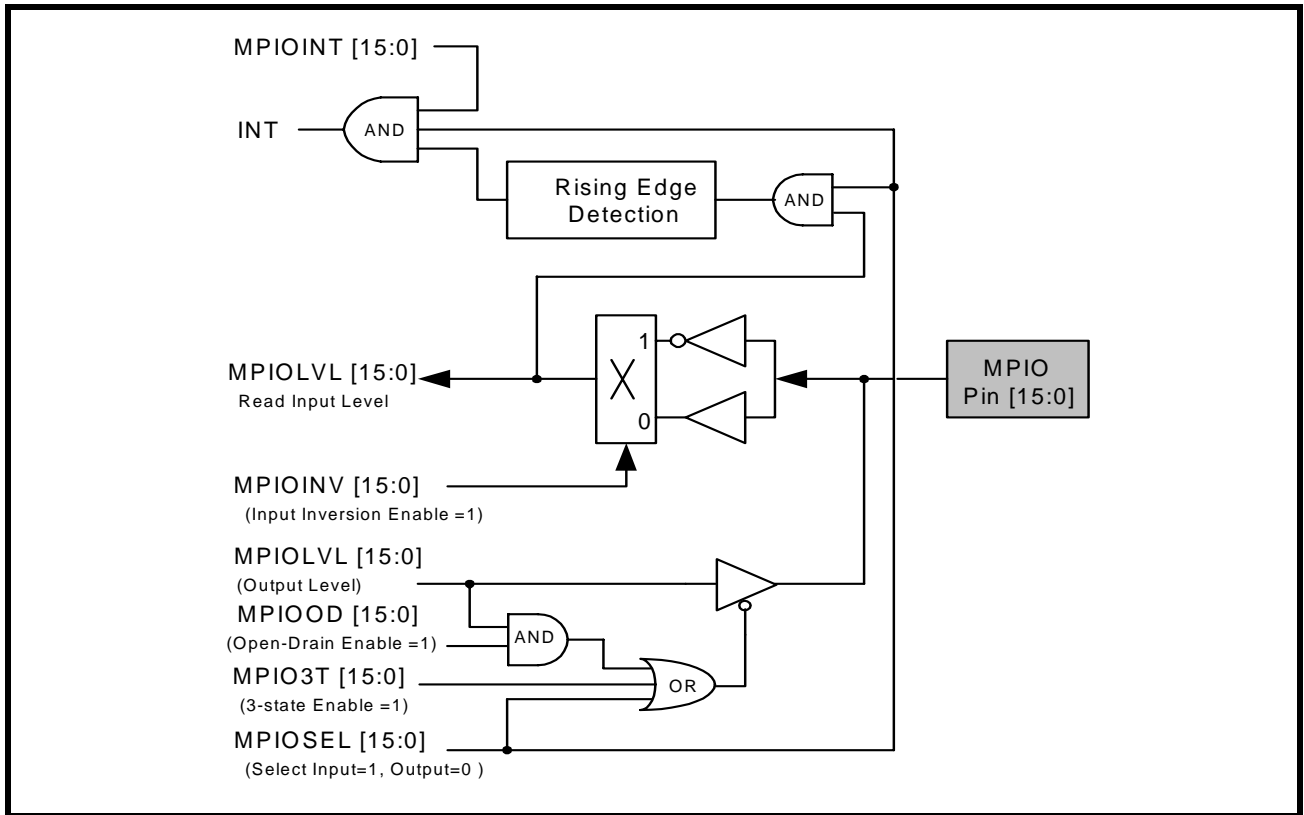 MPIOINT [15:0]
INT
AND
Rising Edge
Detection
AND
1
MPIOLVL [15:0]
Read Input Level
X
0
MPIO
Pin [15:0]
MPIOINV [15:0]
(Input Inversion Enable =1)
MPIOLVL [15:0]
(Output Level)
MPIOOD [15:0]
(Open-Drain Enable =1)
AND
MPIO3T [15:0]
(3-state Enable =1)
OR
MPIOSEL [15:0]
(Select Input=1, Output=0 )